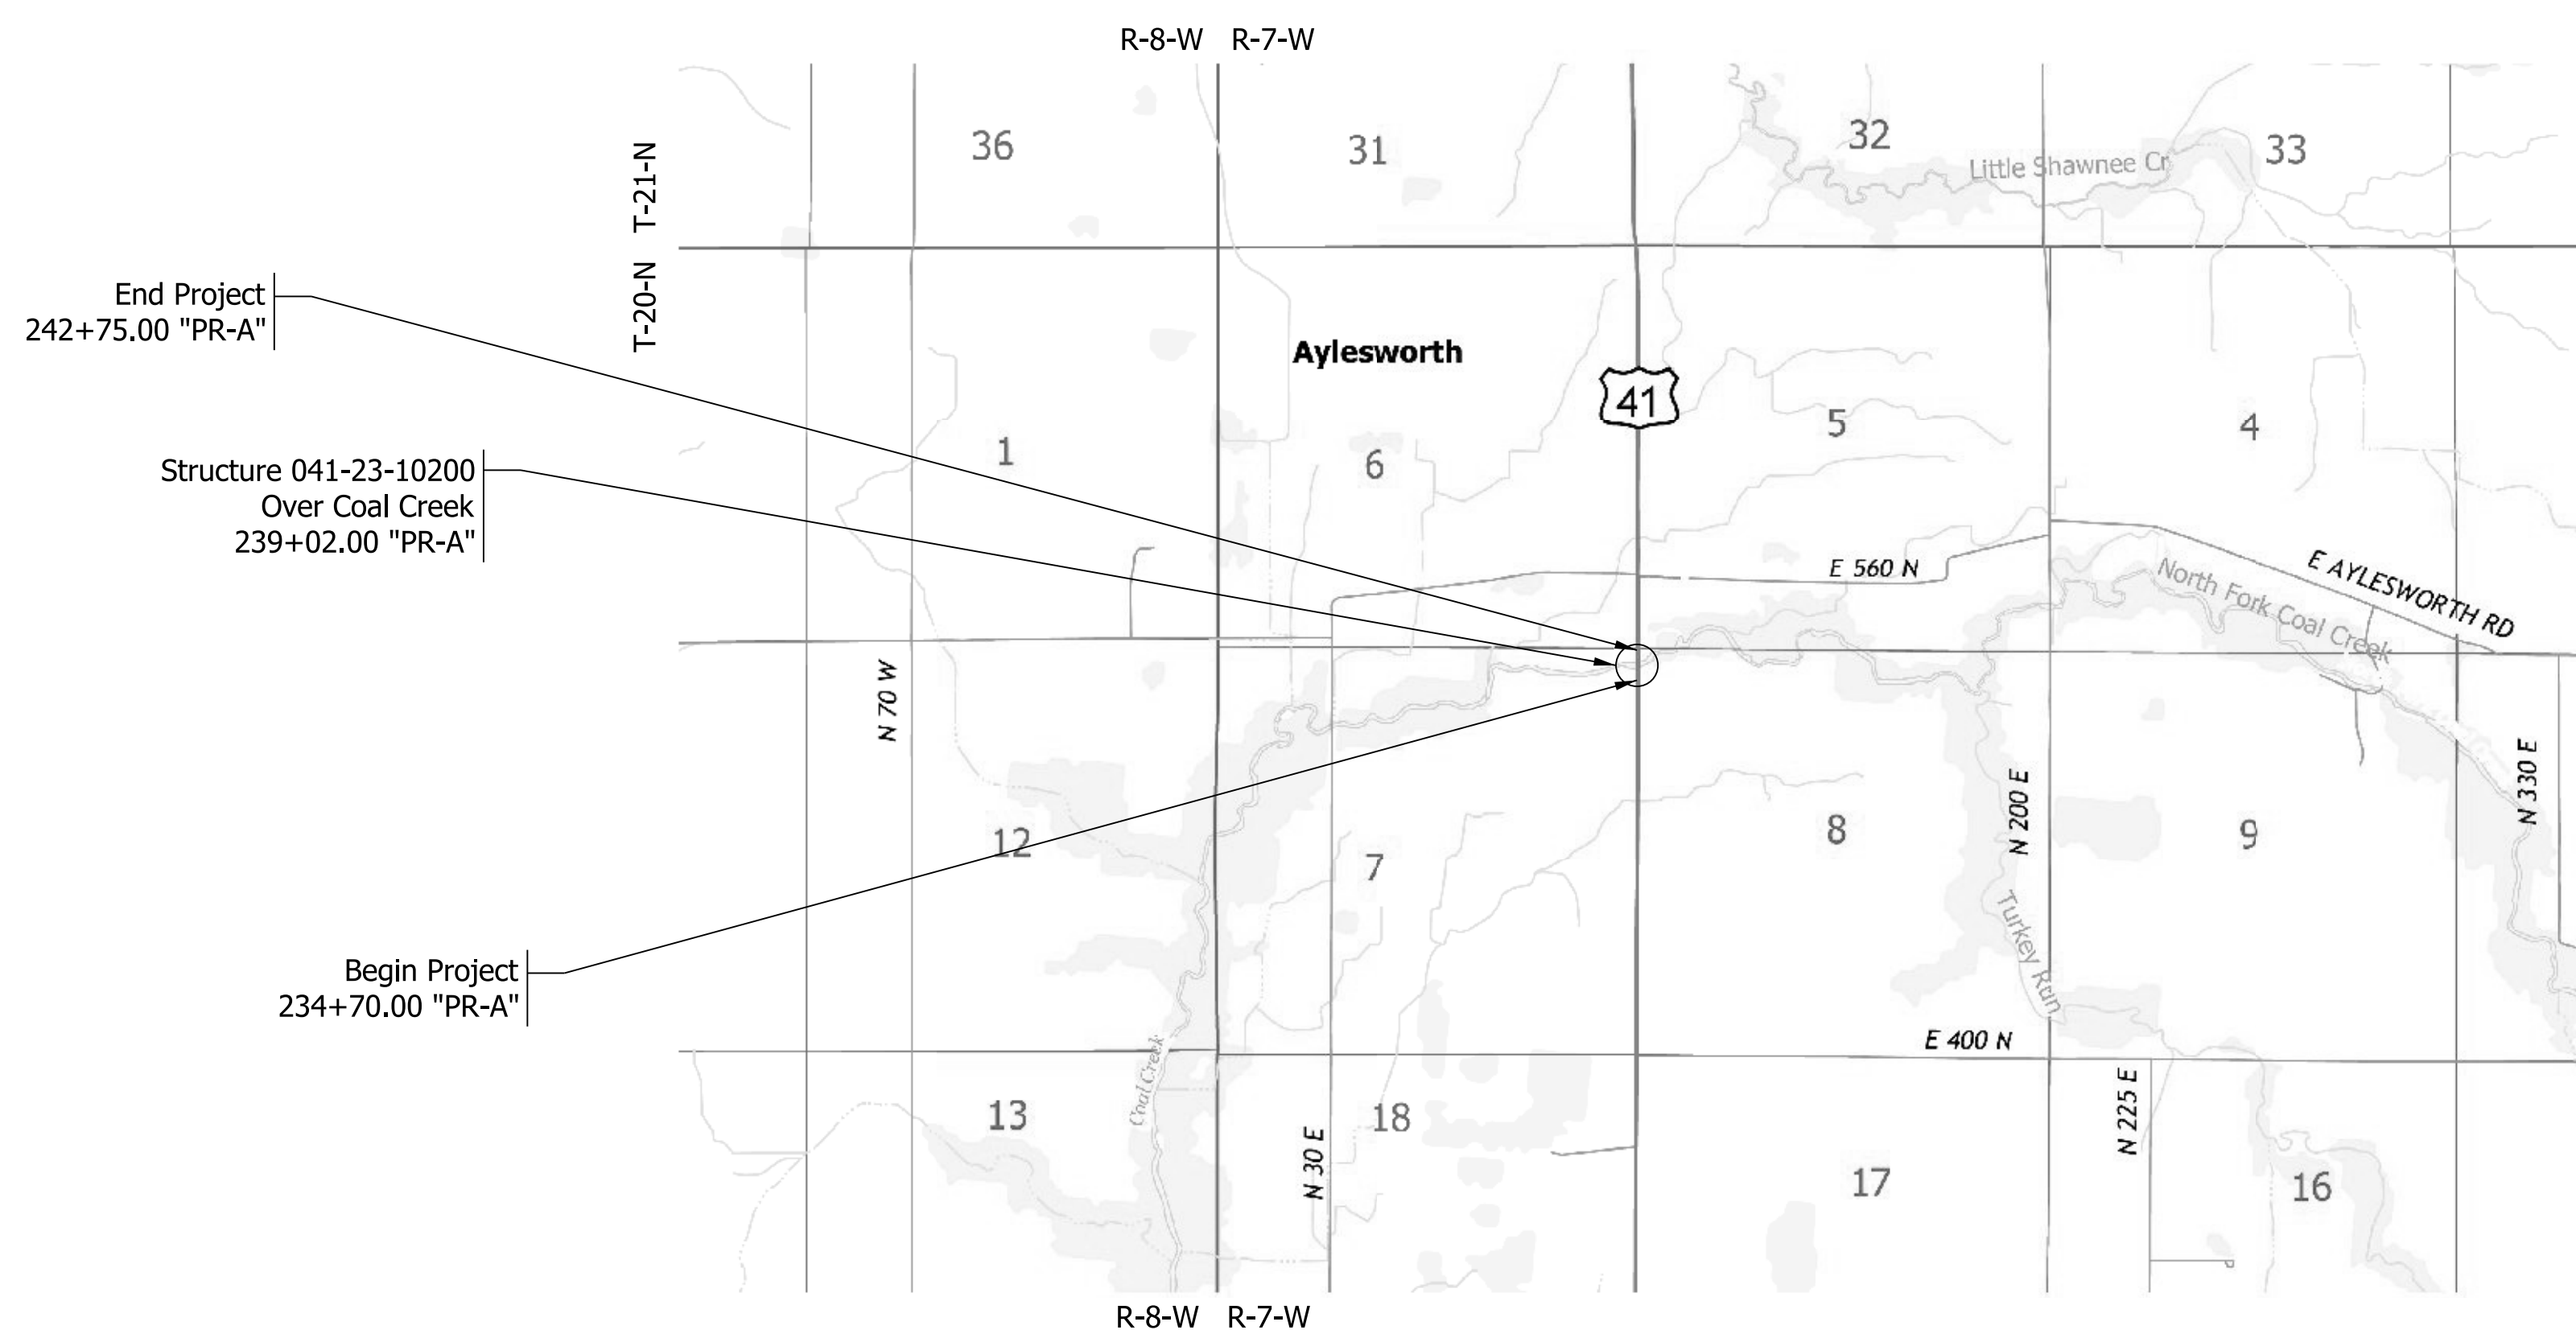 R-8-W R-7-W
T-21-N
T-20-N
36
31
32
33
Little Shawnee Cr
End Project
242+75.00 "PR-A"
Aylesworth
41
1
6
5
4
Structure 041-23-10200
Over Coal Creek
239+02.00 "PR-A"
E 560 N
E AYLESWORTH RD
North Fork Coal Creek
N 70 W
N 200 E
N 330 E
12
7
8
9
Turkey Run
Begin Project
234+70.00 "PR-A"
E 400 N
Coal Creek
13
18
N 30 E
N 225 E
17
16
R-8-W R-7-W